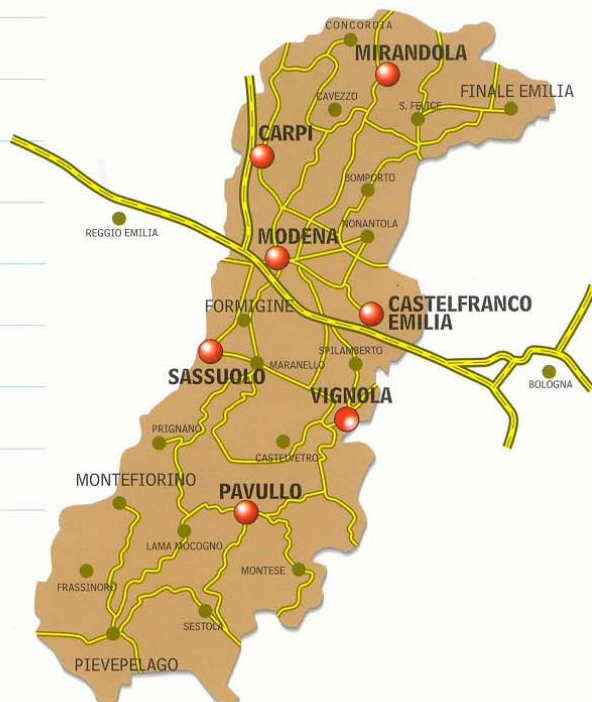 CONCORDIA
MIRANDOLA
FINALE EMILIA
CAVEZZO
S. FELICE
CARPI
BOMPORTO
NONANTOLA
REGGIO EMILIA
MODENA
CASTELFRANCO
EMILIA
FORMIGINE
SPILAMBERTO
MARANELLO
SASSUOLO
BOLOGNA
VIGNOLA
PRIGNANO
CASTELVETRO
MONTEFIORINO
PAVULLO
LAMA MOCOGNO
MONTESE
FRASSINORO
SESTOLA
PIEVEPELAGO